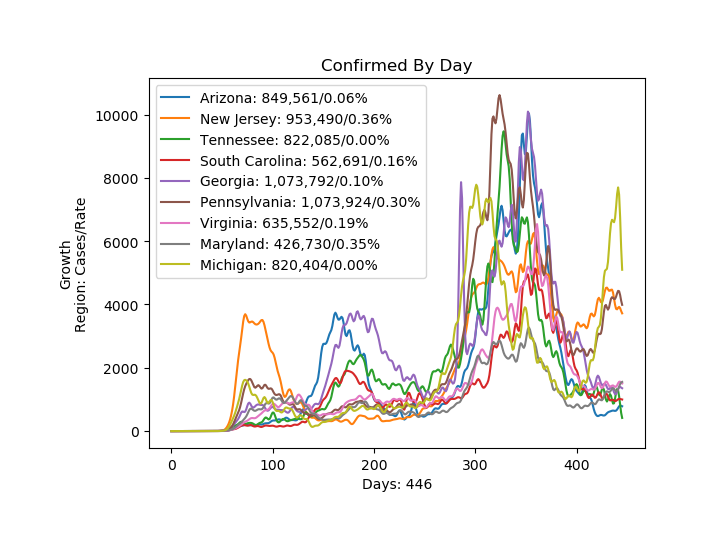 Confirmed By Day
Growth
Region: Cases/Rate
10000
8000
6000
4000
2000
0
Arizona: 849,561/0.06%
New Jersey: 953,490/0.36%
Tennessee: 822,085/0.00%
South Carolina: 562,691/0.16%
Georgia: 1,073,792/0.10%
Pennsylvania: 1,073,924/0.30%
Virginia: 635,552/0.19%
Maryland: 426,730/0.35%
Michigan: 820,404/0.00%
0 100 200 300 400
Days: 446